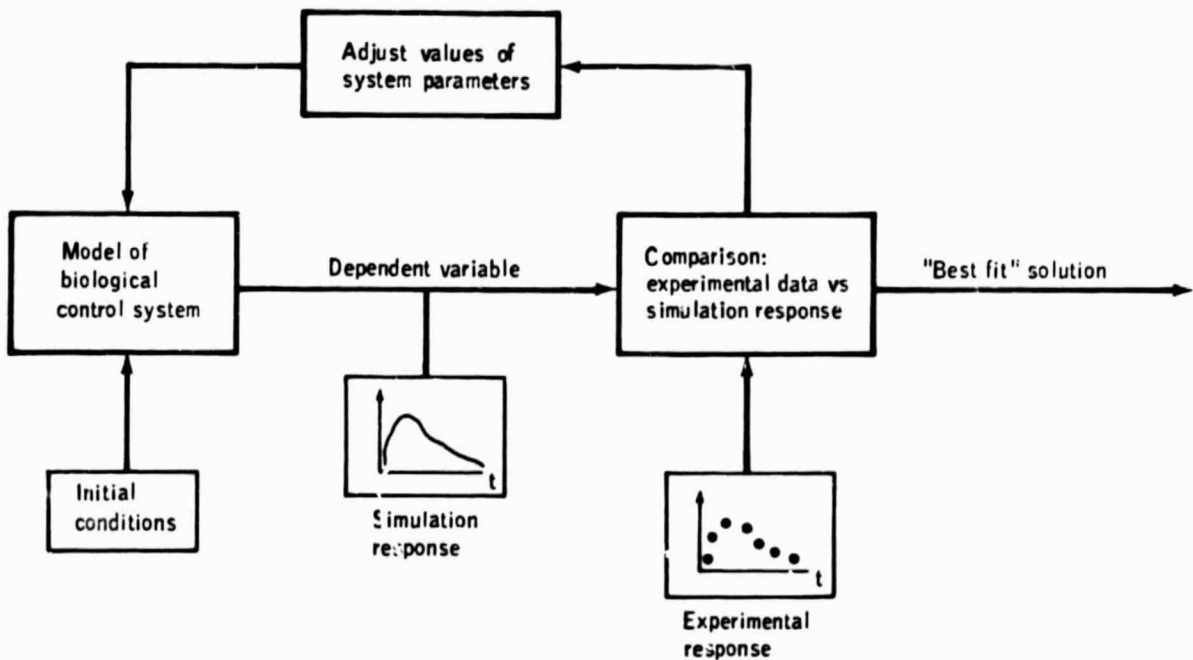 Adjust values of
system parameters
Model of
biological
control system
Dependent variable
Comparison:
experimental data vs
simulation response
"Best fit" solution
Initial
conditions
t
Simulation
response
t
Experimental
response